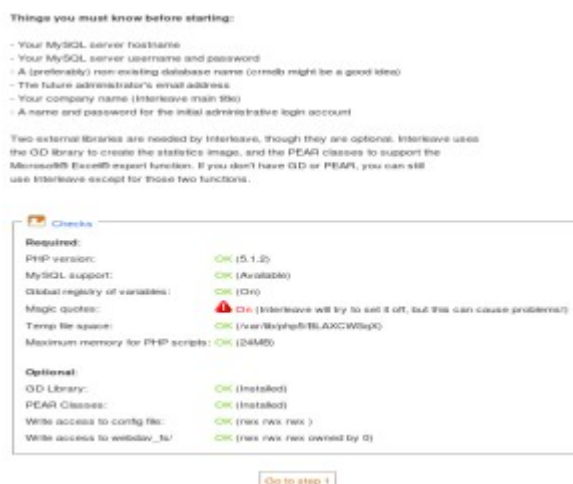 Things you must know before starting:
- Your MySQL server hostname
- Your MySQL server username and password
- A (preferably) non existing database name (crmdb might be a good idea)
- The future administrator's email address
- Your company name (Interleave main title)
- A name and password for the initial administrative login account
Two external libraries are needed by Interleave, though they are optional. Interleave uses
the GD library to create the statistics image, and the PEAR classes to support the
Microsoft® Excel® export function. If you don't have GD or PEAR, you can still
use Interleave except for those two functions.
Checks
Required:
PHP version: OK (5.1.2)
MySQL support: OK (Available)
Global registry of variables: OK (On)
Magic quotes: On (Interleave will try to set it off, but this can cause problems!)
Temp file space: OK
Maximum memory for PHP scripts: OK (24MB)
Optional:
GD Library: OK (Installed)
PEAR Classes: OK (Installed)
Write access to config file: OK (rwx rwx rwx )
Write access to webdav_fs/ OK (rwx rwx rwx owned by 0)
Go to step 1